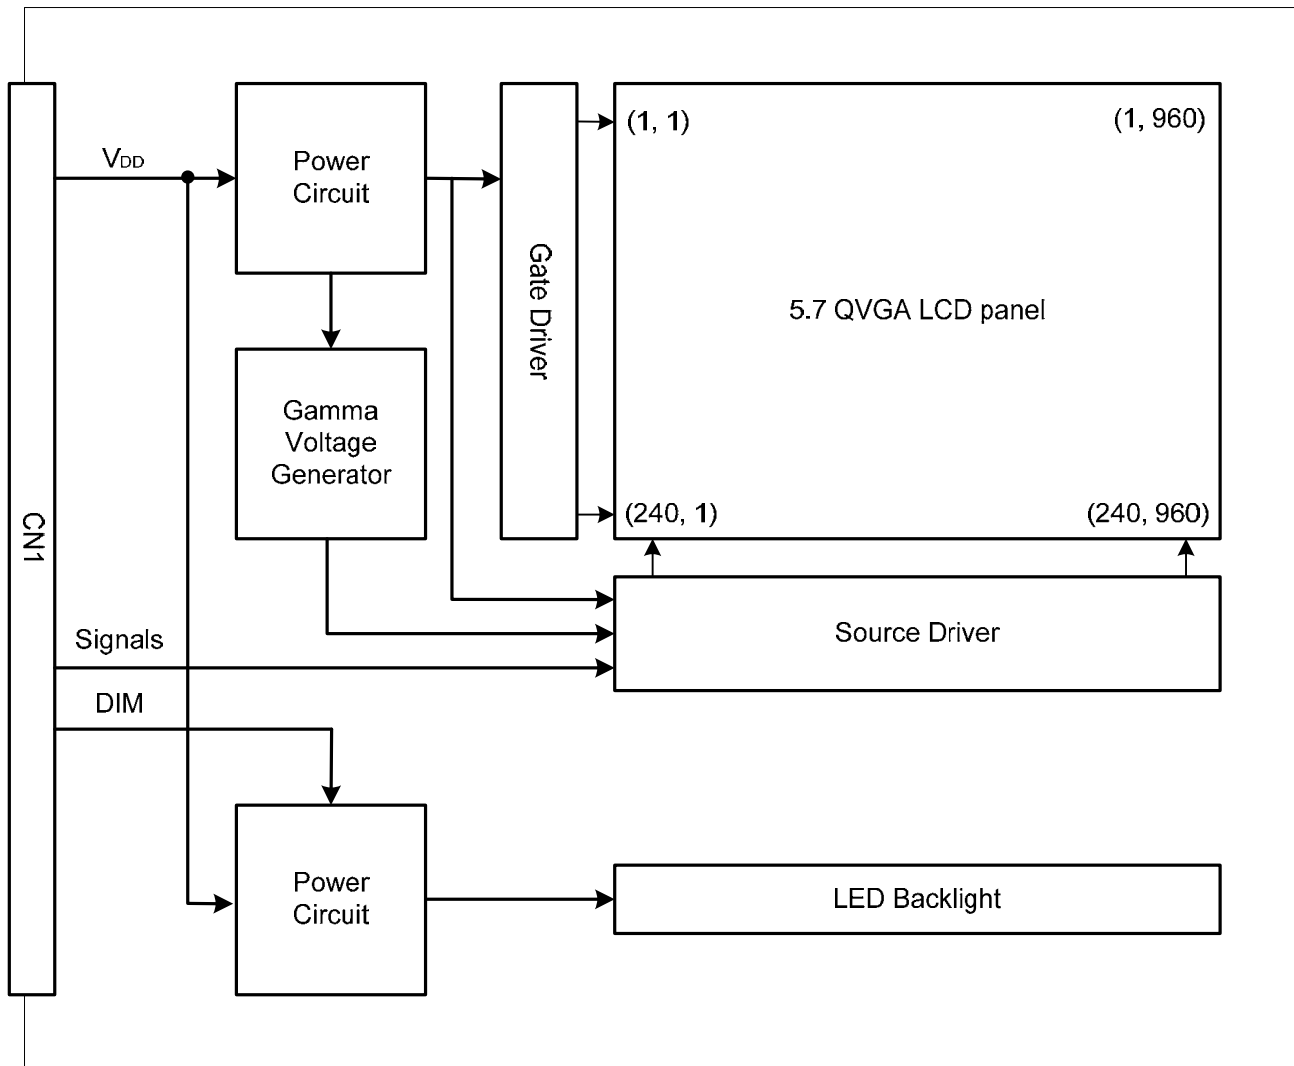 CN1
VDD
Power
Circuit
Gate Driver
(1, 1)
(1, 960)
5.7 QVGA LCD panel
(240, 1)
(240, 960)
Gamma
Voltage
Generator
Signals
Source Driver
DIM
Power
Circuit
LED Backlight